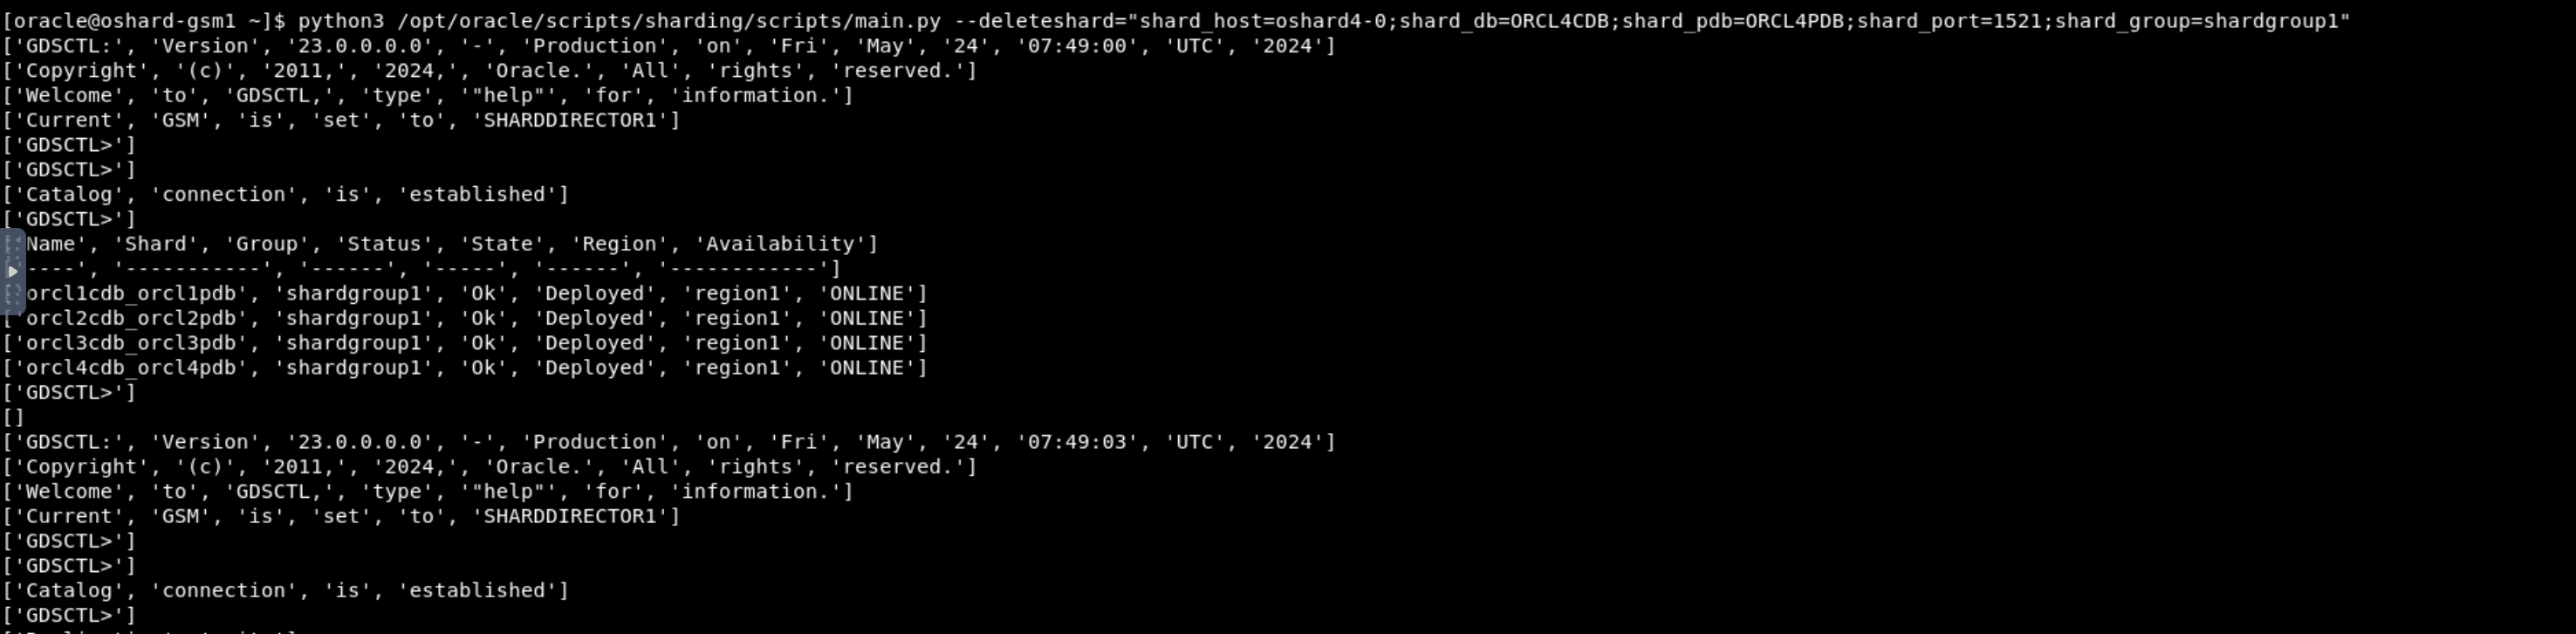 [oracle@oshard-gsm1 ~]$ python3 /opt/oracle/scripts/sharding/scripts/main.py --deleteshard="shard_host=oshard4-0;shard_db=ORCL4CDB;shard_pdb=ORCL4PDB;shard_port=1521;shard_group=shardgroup1"
['GDSCTL:', 'Version', '23.0.0.0.0', '-', 'Production', 'on', 'Fri', 'May', '24', '07:49:00', 'UTC', '2024']
['Copyright', '(c)', '2011,', '2024,', 'Oracle.', 'All', 'rights', 'reserved.']
['Welcome', 'to', 'GDSCTL,', 'type', '"help"', 'for', 'information.']
['Current', 'GSM', 'is', 'set', 'to', 'SHARDDIRECTOR1']
['GDSCTL>']
['GDSCTL>']
['Catalog', 'connection', 'is', 'established']
['GDSCTL>']
Name', 'Shard', 'Group', 'Status', 'State', 'Region', 'Availability']
----', '-----------', '------', '-----', '------', '------------']
orcl1cdb_orcl1pdb', 'shardgroup1', 'Ok', 'Deployed', 'region1', 'ONLINE']
['orcl2cdb_orcl2pdb', 'shardgroup1', 'Ok', 'Deployed', 'region1', 'ONLINE']
['orcl3cdb_orcl3pdb', 'shardgroup1', 'Ok', 'Deployed', 'region1', 'ONLINE']
['orcl4cdb_orcl4pdb', 'shardgroup1', 'Ok', 'Deployed', 'region1', 'ONLINE']
['GDSCTL>']
[]
['GDSCTL:', 'Version', '23.0.0.0.0', '-', 'Production', 'on', 'Fri', 'May', '24', '07:49:03', 'UTC', '2024']
['Copyright', '(c)', '2011,', '2024,', 'Oracle.', 'All', 'rights', 'reserved.']
['Welcome', 'to', 'GDSCTL,', 'type', '"help"', 'for', 'information.']
['Current', 'GSM', 'is', 'set', 'to', 'SHARDDIRECTOR1']
['GDSCTL>']
['GDSCTL>']
['Catalog', 'connection', 'is', 'established']
['GDSCTL>']